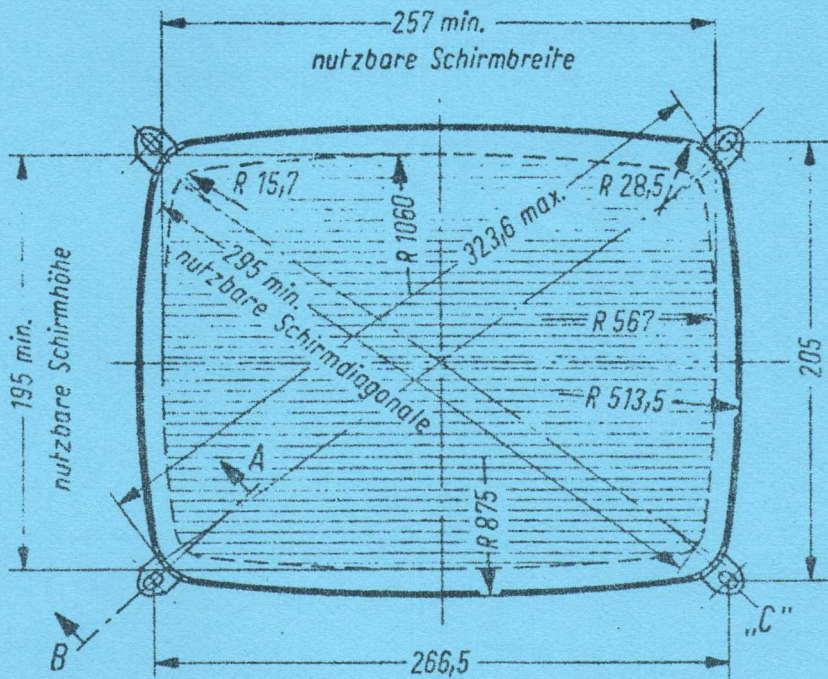 257 min.
nutzbare Schirmbreite
R 15,7
R 1060
R 28,5
323,6 max.
295 min.
nutzbare Schirmdiagonale
195 min.
nutzbare Schirmhöhe
R 567
205
R 513,5
A
R 875
B
„C"
266,5